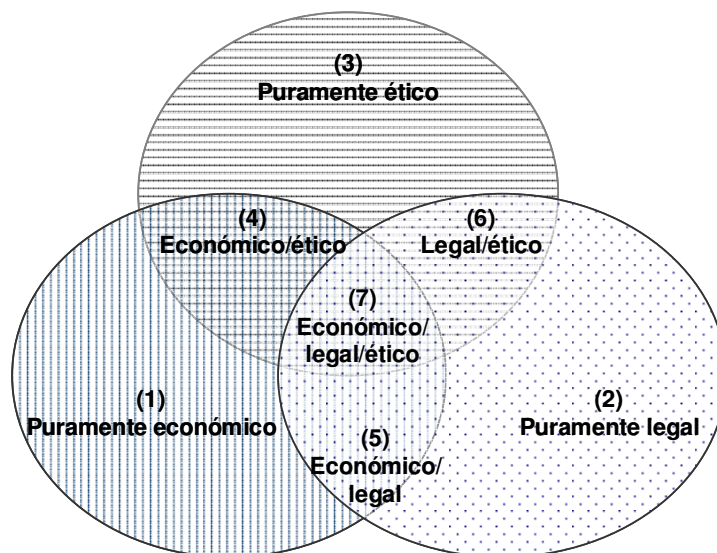 (3)
Puramente ético
(4)
Económico/ético
(6)
Legal/ético
(7)
Económico/
legal/ético
(1)
Puramente económico
(2)
Puramente legal
(5)
Económico/
legal